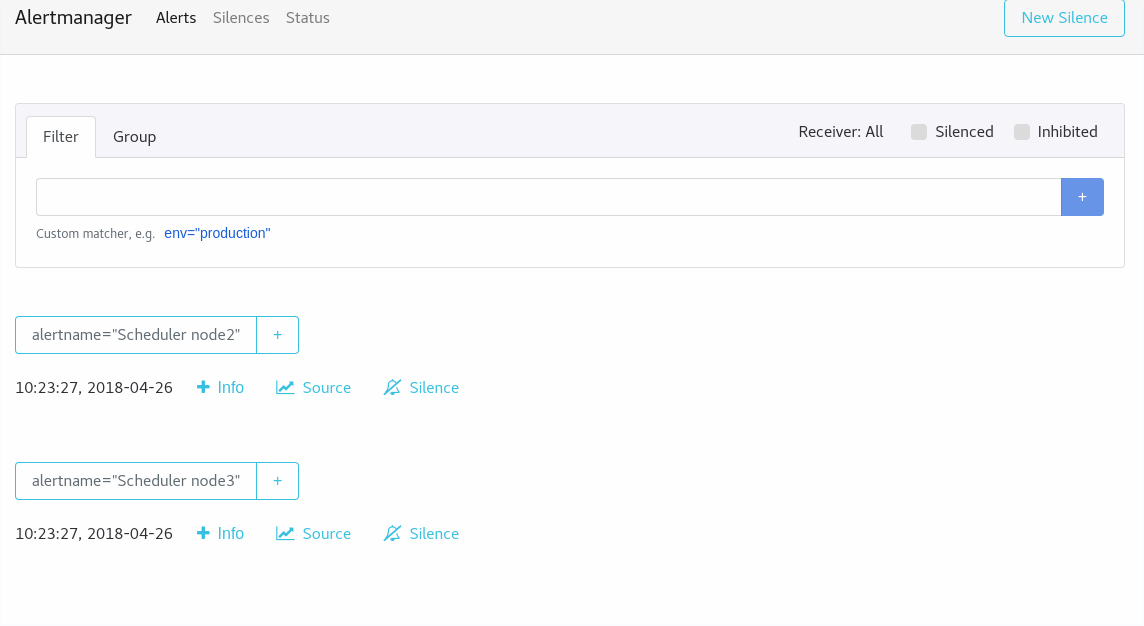 Alertmanager Alerts Silences Status New Silence
Filter Group Receiver: All Silenced Inhibited
+
Custom matcher, e.g. env="production"
alertname="Scheduler node2" +
10:23:27, 2018-04-26 + Info Source Silence
alertname="Scheduler node3" +
10:23:27, 2018-04-26 + Info Source Silence